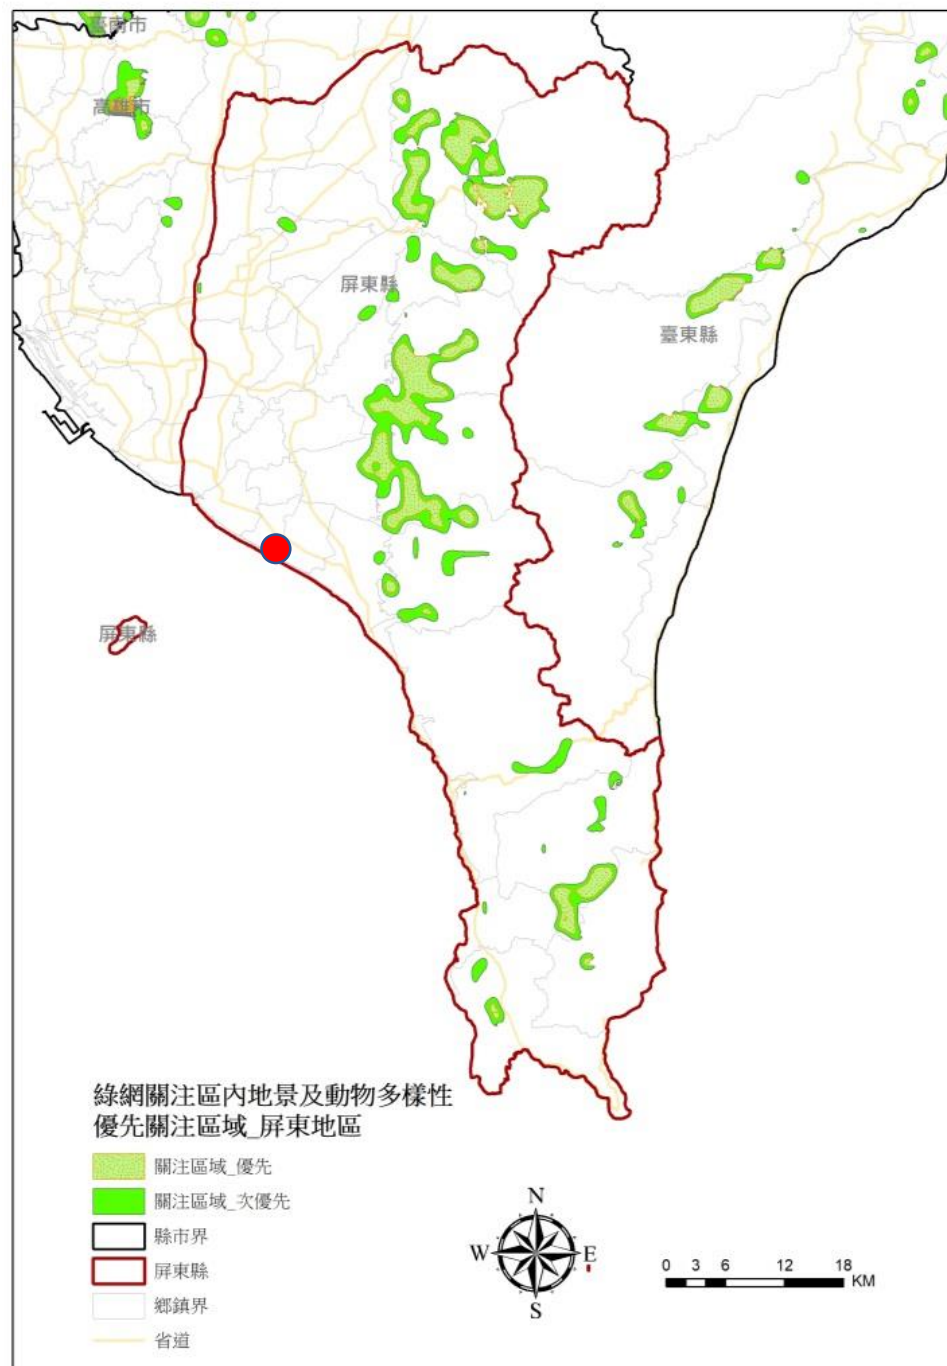 臺南市
高雄市
屏東縣
臺東縣
屏東縣
綠網關注區內地景及動物多樣性
優先關注區域_屏東地區
關注區域_優先
關注區域_次優先
縣市界
屏東縣
鄉鎮界
省道
N
W E
S
0 3 6 12 18
KM